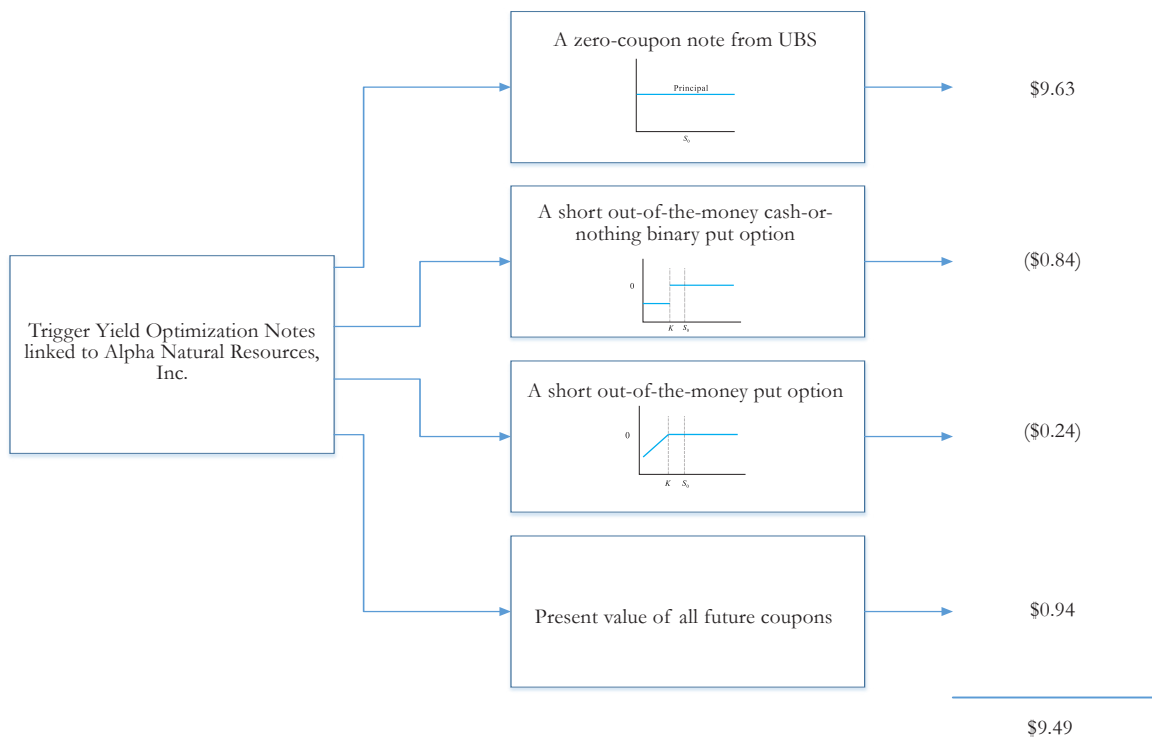 A zero-coupon note from UBS
Principal
S₀
$9.63
A short out-of-the-money cash-or-
nothing binary put option
0
K
S₀
($0.84)
Trigger Yield Optimization Notes
linked to Alpha Natural Resources,
Inc.
A short out-of-the-money put option
0
K
S₀
($0.24)
Present value of all future coupons
$0.94
$9.49